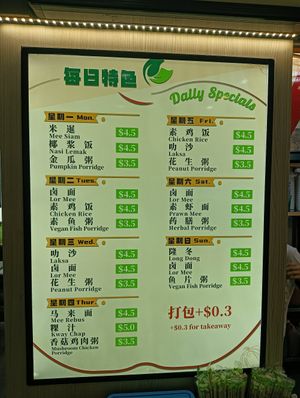 每日特色
Daily Specials
星期一 Mon.
米暹 $4.5
Mee Siam
椰浆饭 $4.5
Nasi Lemak
金瓜粥 $3.5
Pumpkin Porridge
星期二 Tues.
卤面 $4.5
Lor Mee
素鸡饭 $4.5
Chicken Rice
素鱼粥 $3.5
Vegan Fish Porridge
星期三 Wed.
叻沙 $4.5
Laksa
卤面 $4.5
Lor Mee
花生粥 $3.5
Peanut Porridge
星期四 Thur.
马来面 $4.5
Mee Rebus
粿汁 $5.0
Kway Chap
香菇鸡肉粥 $3.5
Mushroom Chicken
Porridge
星期五 Fri.
素鸡饭 $4.5
Chicken Rice
叻沙 $4.5
Laksa
花生粥 $3.5
Peanut Porridge
星期六 Sat.
卤面 $4.5
Lor Mee
素虾面 $4.5
Prawn Mee
药膳粥 $3.5
Herbal Porridge
星期日 Sun.
隆冬 $4.5
Long Dong
卤面 $4.5
Lor Mee
鱼片粥 $3.5
Vegan Fish Porridge
打包+$0.3
+$0.3 for takeaway